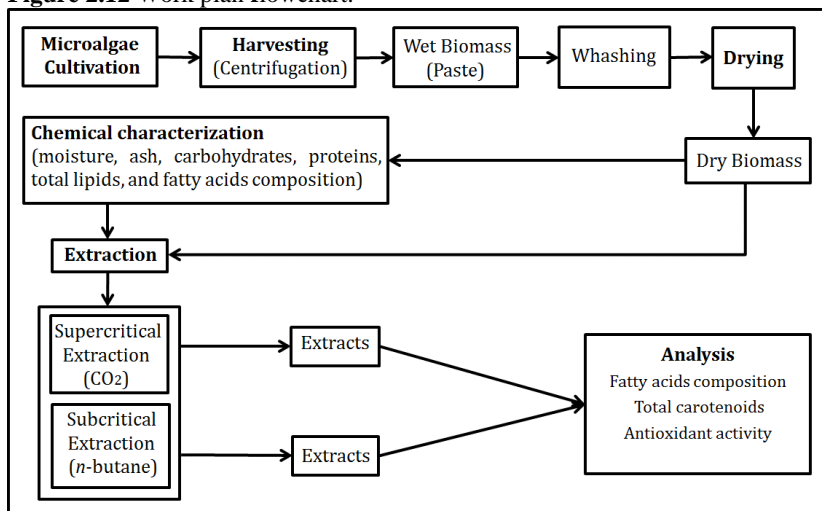 Figure 2.12 Work plan flowchart.
Microalgae
Cultivation
Harvesting
(Centrifugation)
Wet Biomass
(Paste)
Whashing
Drying
Chemical characterization
(moisture, ash, carbohydrates, proteins,
total lipids, and fatty acids composition)
Dry Biomass
Extraction
Supercritical
Extraction
(CO2)
Extracts
Subcritical
Extraction
(n-butane)
Extracts
Analysis
Fatty acids composition
Total carotenoids
Antioxidant activity